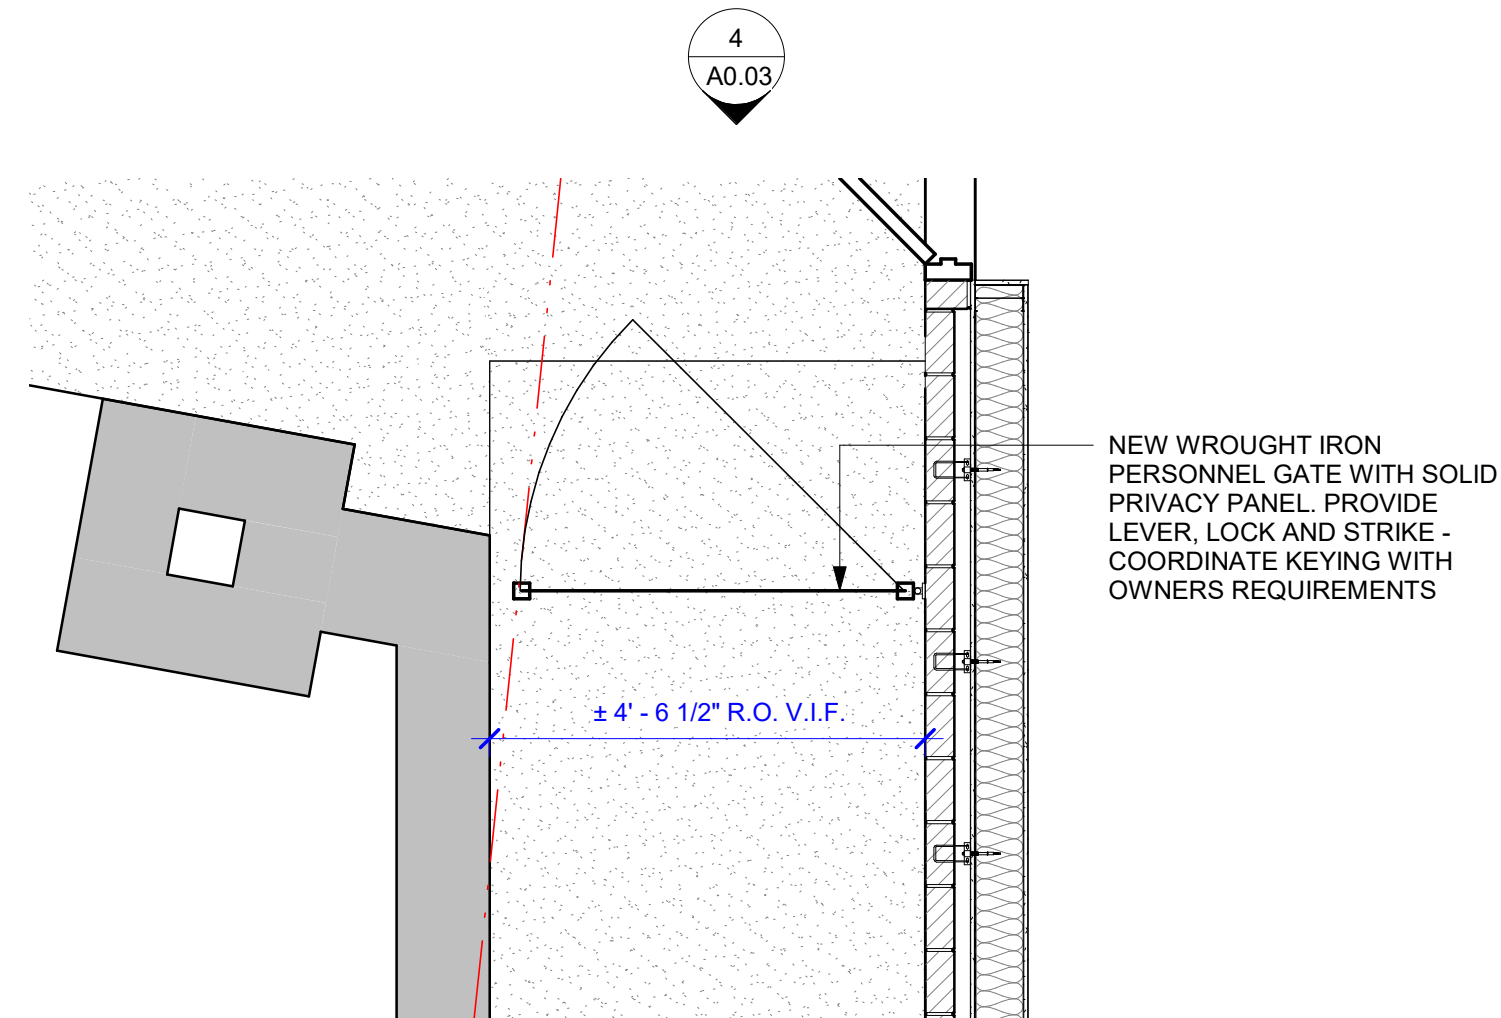 4
A0.03
NEW WROUGHT IRON
PERSONNEL GATE WITH SOLID
PRIVACY PANEL. PROVIDE
LEVER, LOCK AND STRIKE -
COORDINATE KEYING WITH
OWNERS REQUIREMENTS
± 4' - 6 1/2" R.O. V.I.F.